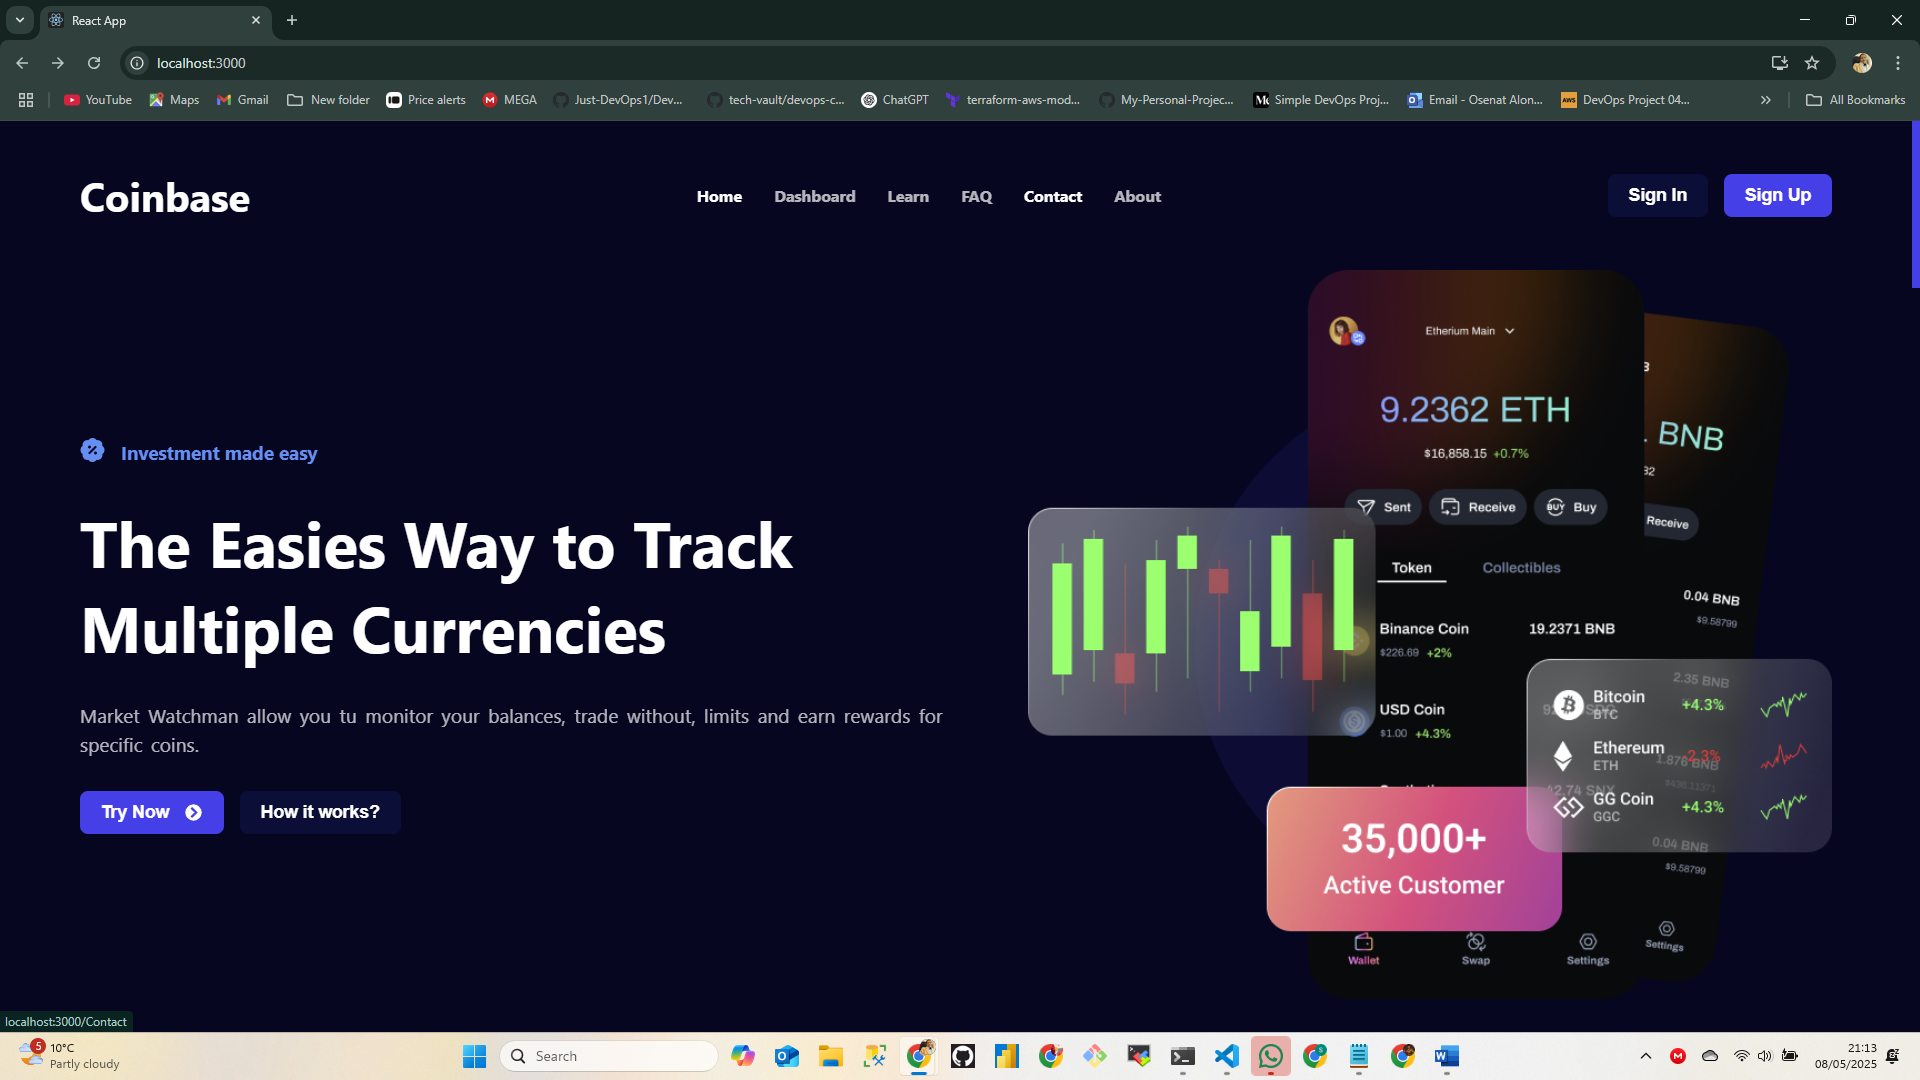 React App
localhost:3000
YouTube
Maps
Gmail
New folder
Price alerts
MEGA
Just-DevOps1/Dev...
tech-vault/devops-c...
ChatGPT
terraform-aws-mod...
My-Personal-Projec...
Simple DevOps Proj...
Email - Osenat Alon...
DevOps Project 04...
All Bookmarks
Coinbase
Home
Dashboard
Learn
FAQ
Contact
About
Sign In
Sign Up
Investment made easy
The Easies Way to Track
Multiple Currencies
Market Watchman allow you tu monitor your balances, trade without, limits and earn rewards for
specific coins.
Try Now
How it works?
Etherium Main
9.2362 ETH
$16,858.15 +0.7%
Sent
Receive
BUY Buy
Token
Collectibles
Binance Coin
19.2371 BNB
$226.69 +2%
USD Coin
$1.00 +4.3%
BNB
Receive
0.04 BNB
$9.58799
2.35 BNB
Bitcoin
BTC
+4.3%
Ethereum
ETH
-2.3%
1.876 BNB
$436.11371
GG Coin
GGC
+4.3%
0.04 BNB
$9.58799
35,000+
Active Customer
Wallet
Swap
Settings
Settings
localhost:3000/Contact
5
10°C
Partly cloudy
Search
21:13
08/05/2025